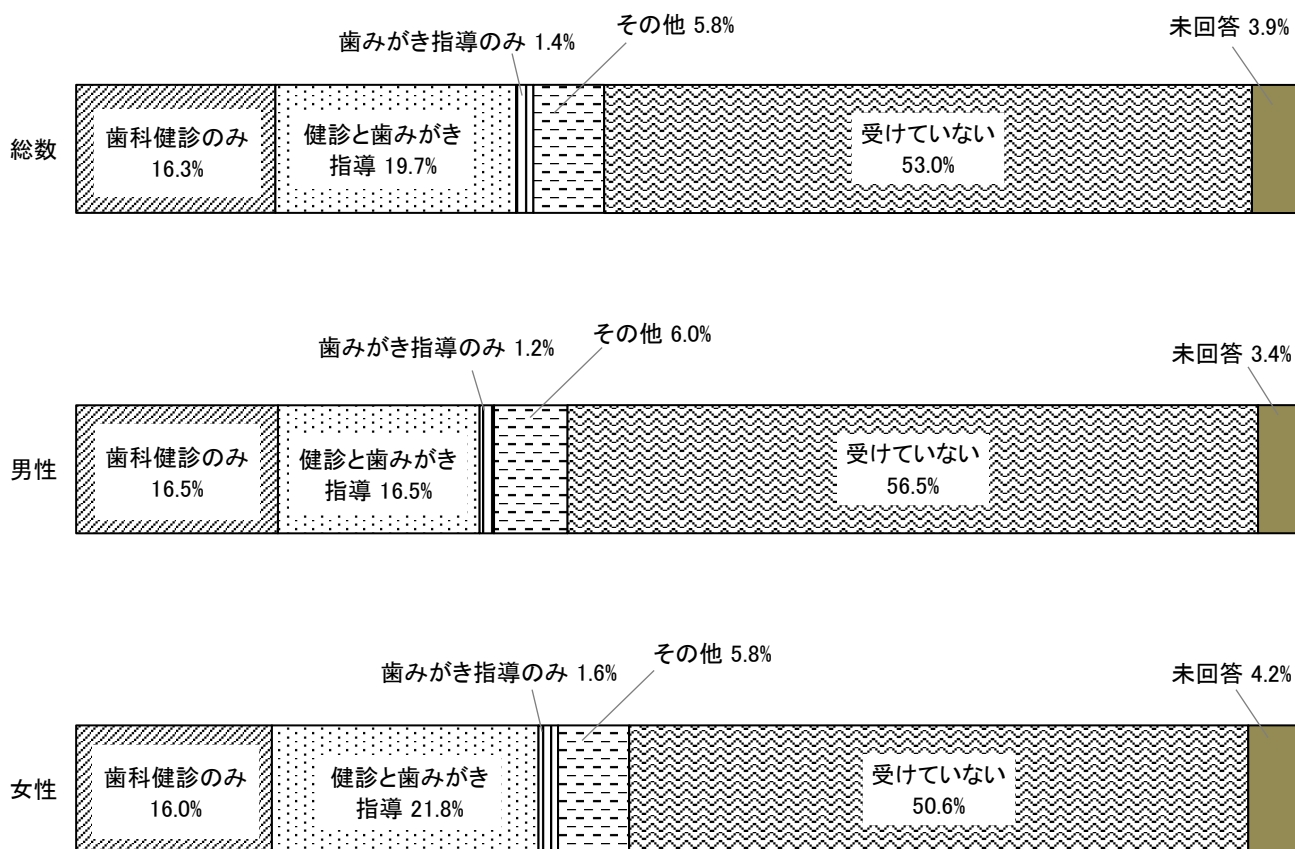 その他 5.8%
未回答 3.9%
歯みがき指導のみ 1.4%
総数
歯科健診のみ
16.3%
健診と歯みがき
指導 19.7%
受けていない
53.0%
その他 6.0%
歯みがき指導のみ 1.2%
未回答 3.4%
男性
歯科健診のみ
16.5%
健診と歯みがき
指導 16.5%
受けていない
56.5%
その他 5.8%
歯みがき指導のみ 1.6%
未回答 4.2%
女性
歯科健診のみ
16.0%
健診と歯みがき
指導 21.8%
受けていない
50.6%